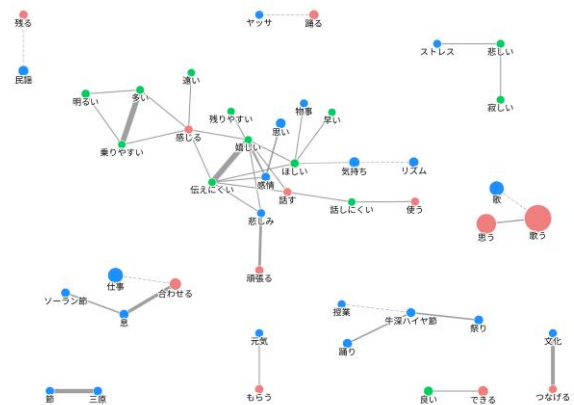 残る
ヤッサ
踊る
ストレス
悲しい
民謡
遠い
明るい
多い
寂しい
残りやすい
物事
早い
思い
感じる
嬉しい
乗りやすい
ほしい
気持ち
リズム
伝えにくい
感情
話す
話しにくい
使う
歌
悲しみ
思う
歌う
頑張る
仕事
合わせる
ソーラン節
息
授業
牛深ハイヤ節
祭り
元気
踊り
文化
節
三原
もらう
良い
できる
つなげる